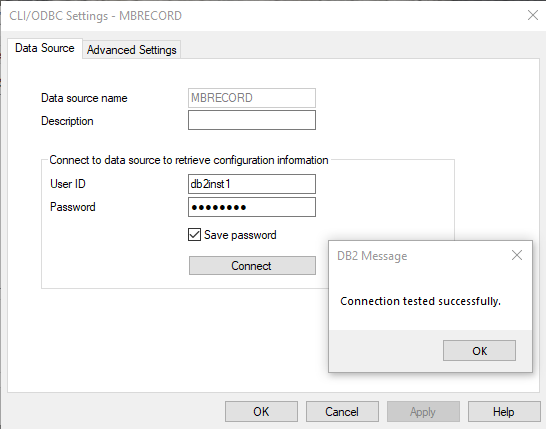 CLI/ODBC Settings - MBRECORD
Data Source
Advanced Settings
Data source name
MBRECORD
Description
Connect to data source to retrieve configuration information
User ID
db2inst1
Password
●●●●●●●●
Save password
Connect
DB2 Message
Connection tested successfully.
OK
OK
Cancel
Apply
Help